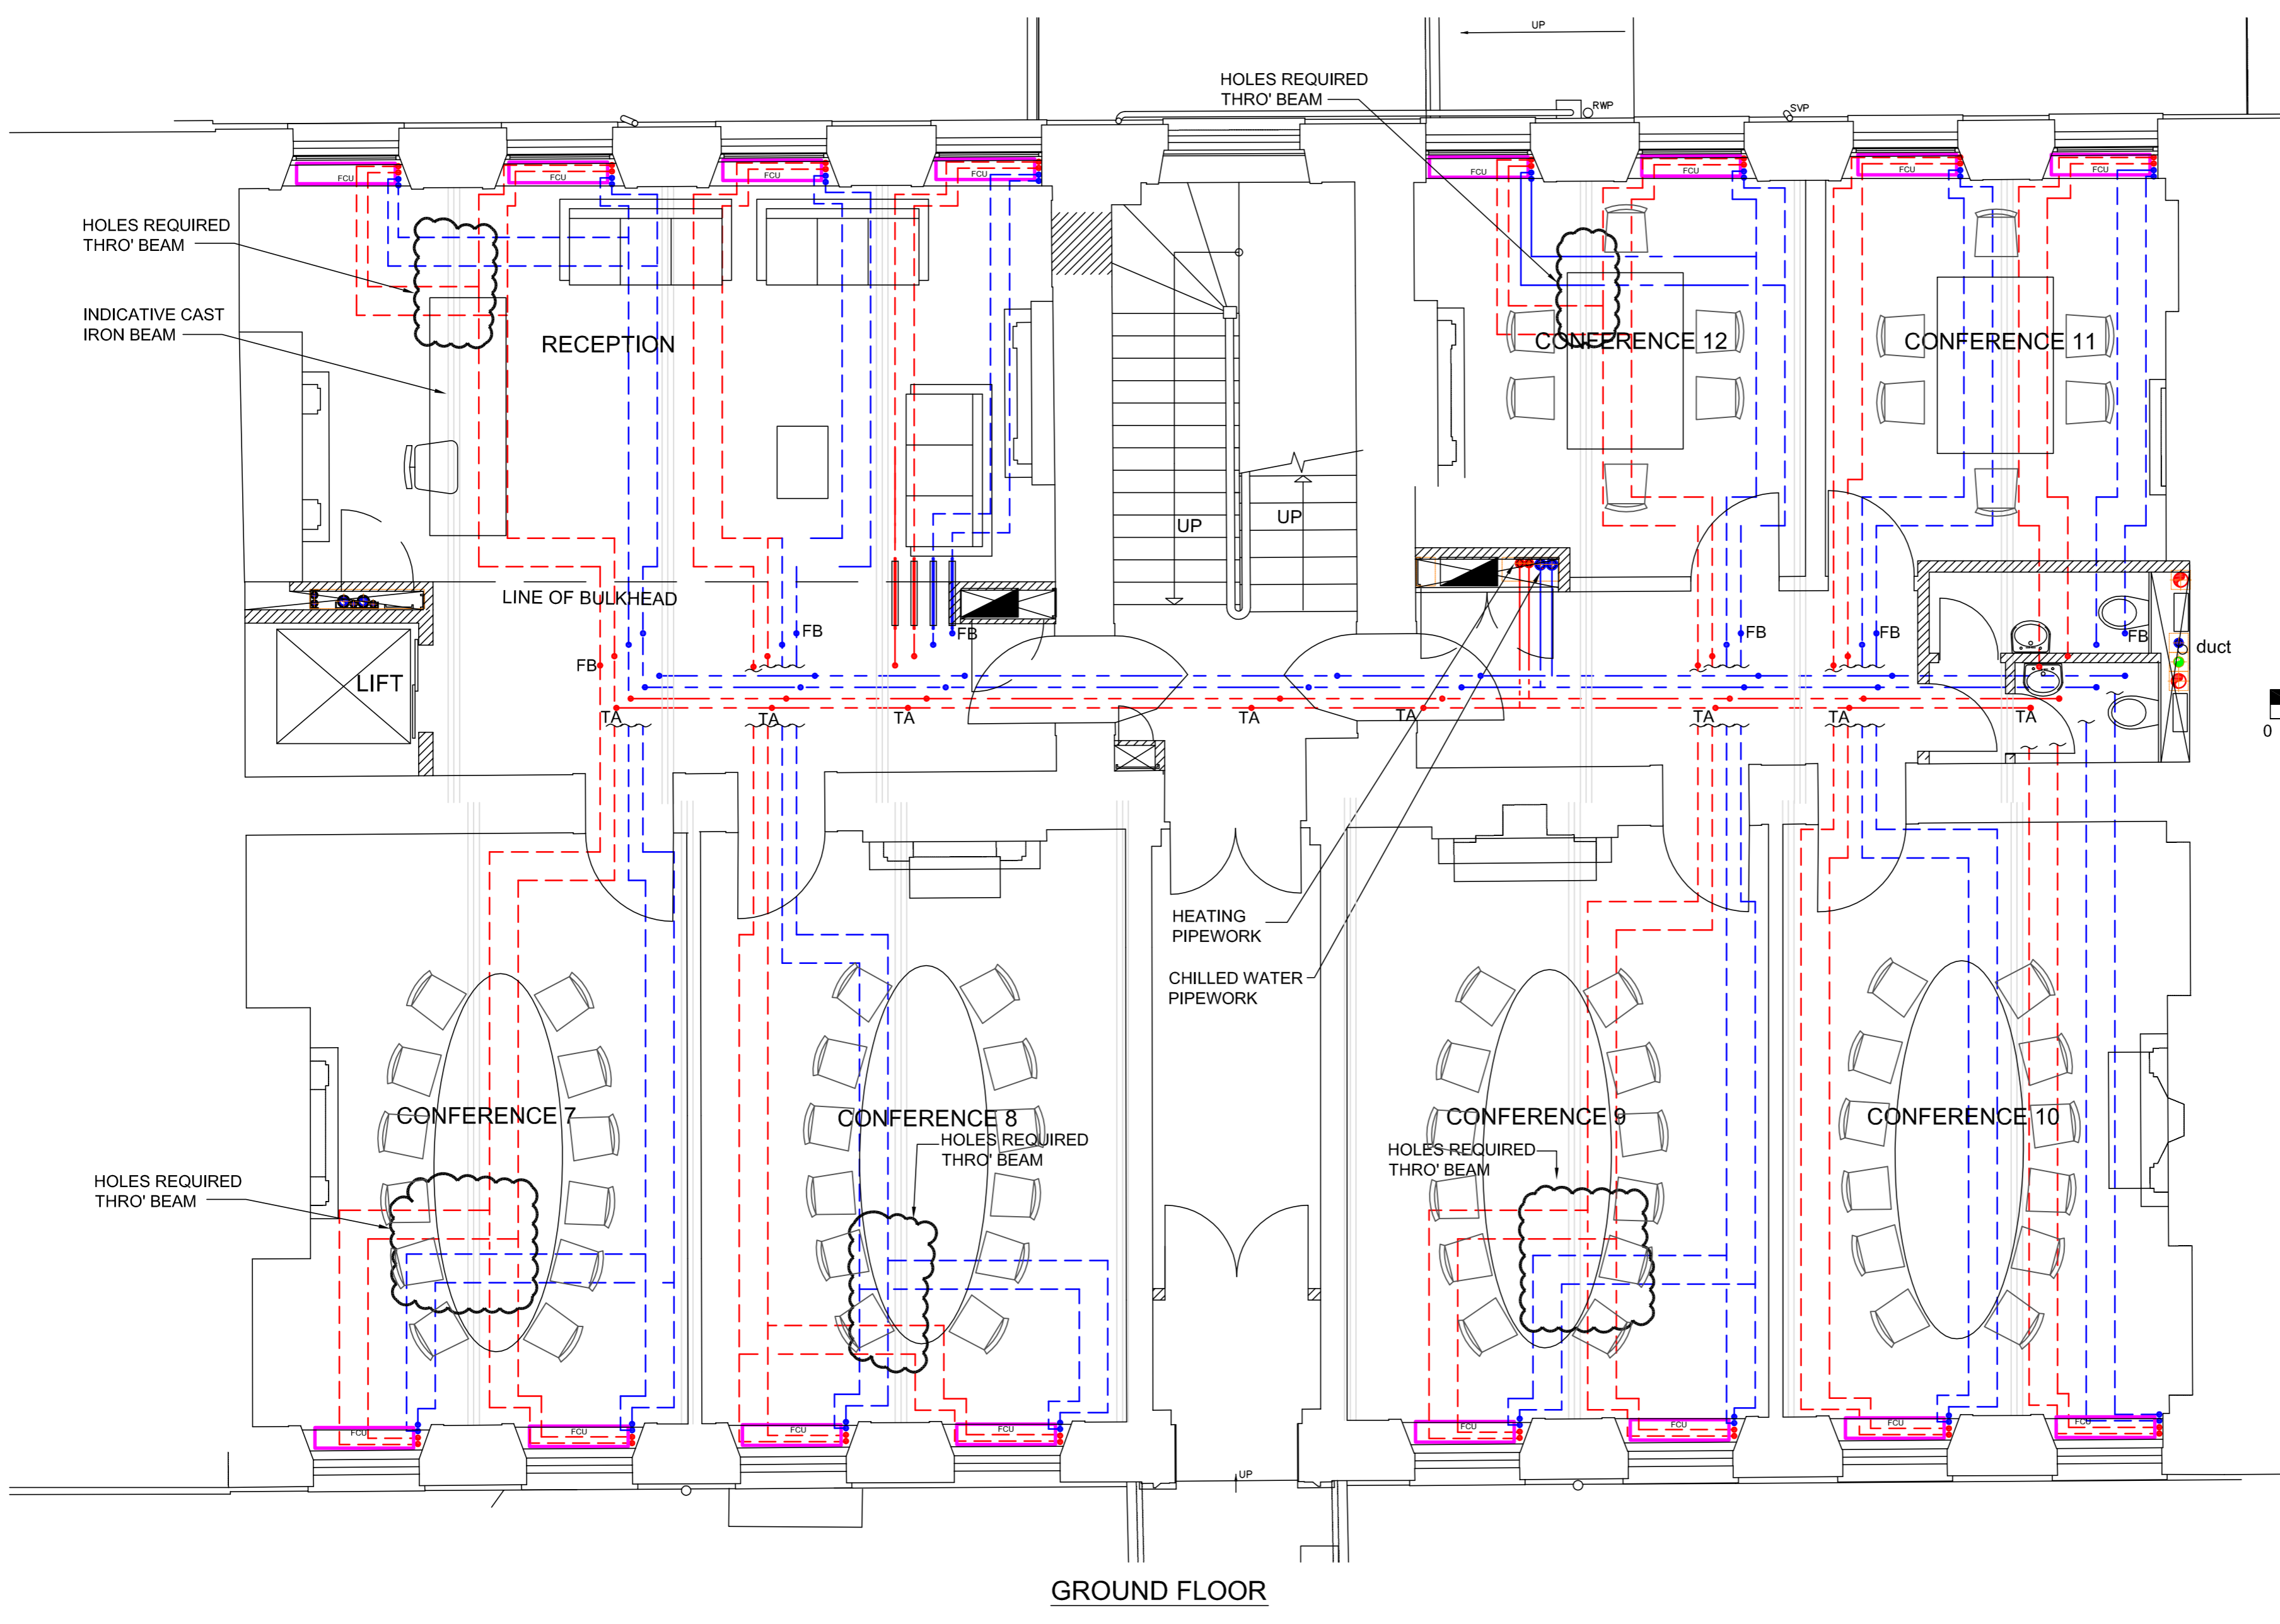 UP
HOLES REQUIRED
THRO' BEAM
RWP
SVP
FCU
FCU
FCU
FCU
FCU
FCU
FCU
FCU
HOLES REQUIRED
THRO' BEAM
INDICATIVE CAST
IRON BEAM
RECEPTION
CONFERENCE 12
CONFERENCE 11
UP
UP
LINE OF BULKHEAD
FB
FB
FB
FB
FB
FB
duct
LIFT
TA
TA
TA
TA
TA
TA
TA
TA
0
HEATING
PIPEWORK
CHILLED WATER
PIPEWORK
CONFERENCE 7
CONFERENCE 8
CONFERENCE 9
CONFERENCE 10
HOLES REQUIRED
THRO' BEAM
HOLES REQUIRED
THRO' BEAM
HOLES REQUIRED
THRO' BEAM
FCU
FCU
FCU
FCU
FCU
FCU
FCU
FCU
UP
GROUND FLOOR